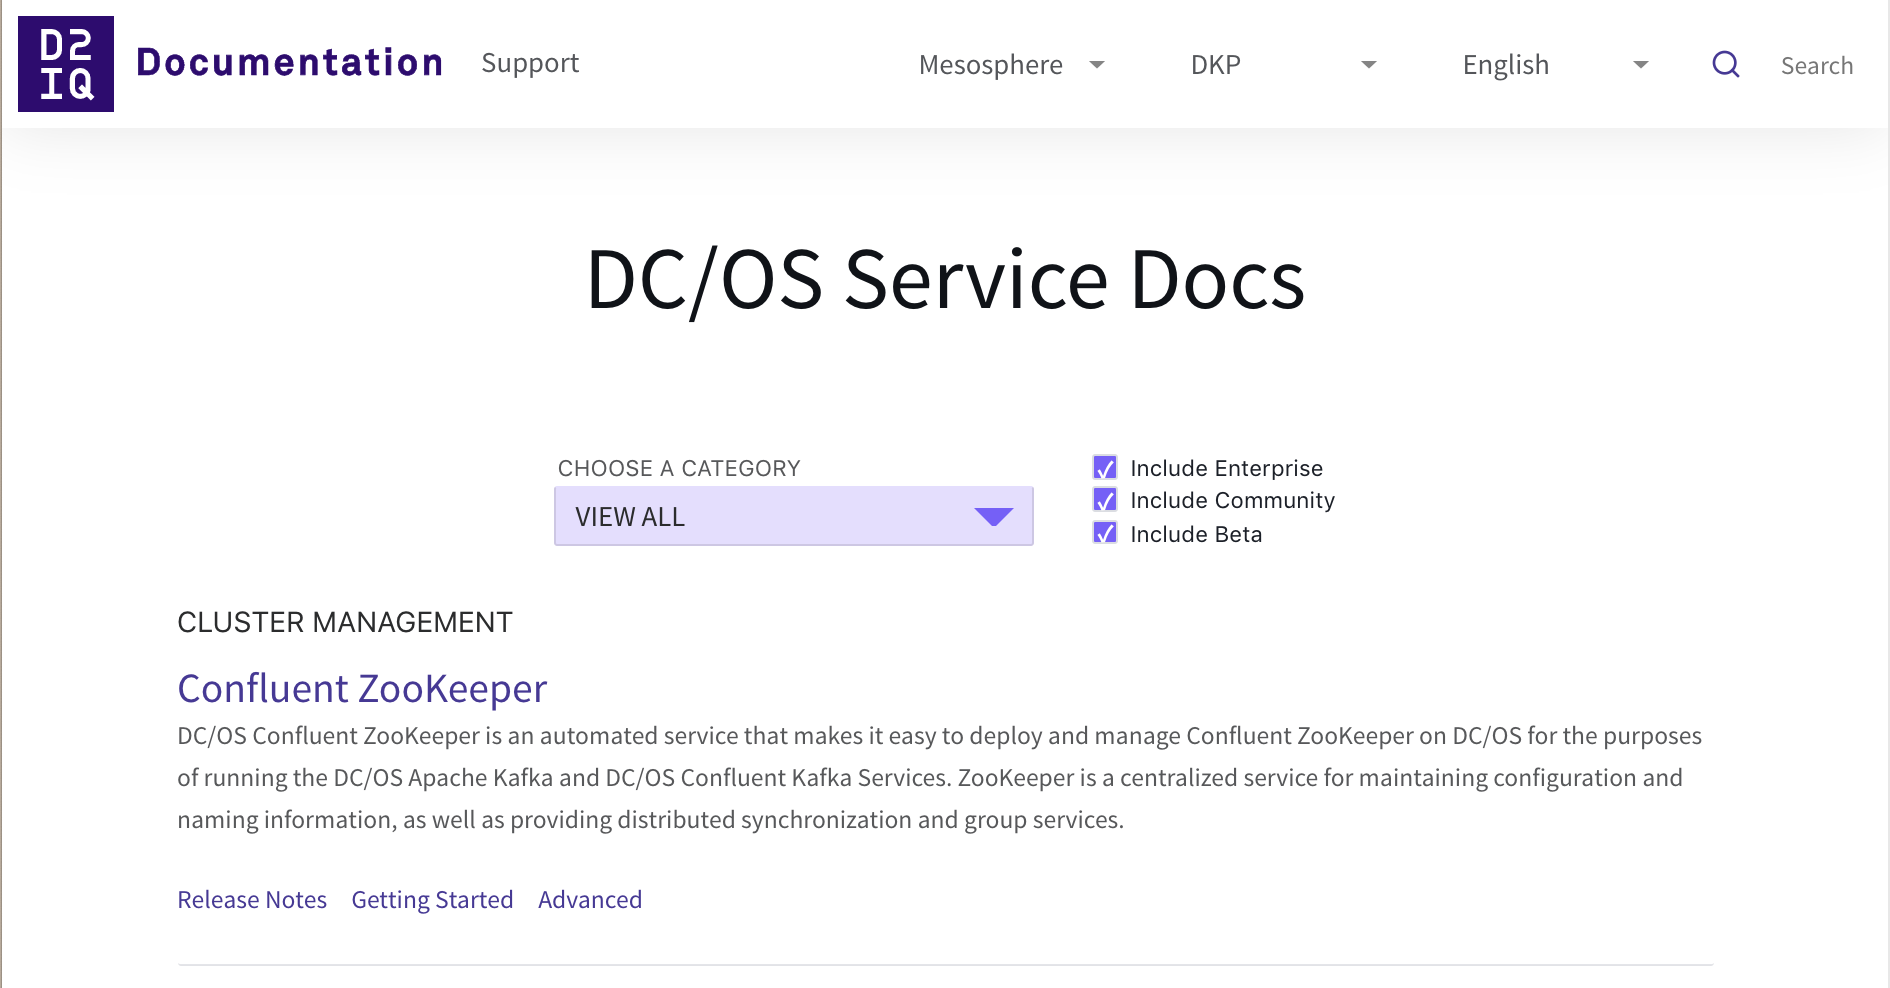 D2
IQ
Documentation
Support
Mesosphere
DKP
English
Search
DC/OS Service Docs
CHOOSE A CATEGORY
VIEW ALL
Include Enterprise
Include Community
Include Beta
CLUSTER MANAGEMENT
Confluent ZooKeeper
DC/OS Confluent ZooKeeper is an automated service that makes it easy to deploy and manage Confluent ZooKeeper on DC/OS for the purposes
of running the DC/OS Apache Kafka and DC/OS Confluent Kafka Services. ZooKeeper is a centralized service for maintaining configuration and
naming information, as well as providing distributed synchronization and group services.
Release Notes Getting Started Advanced